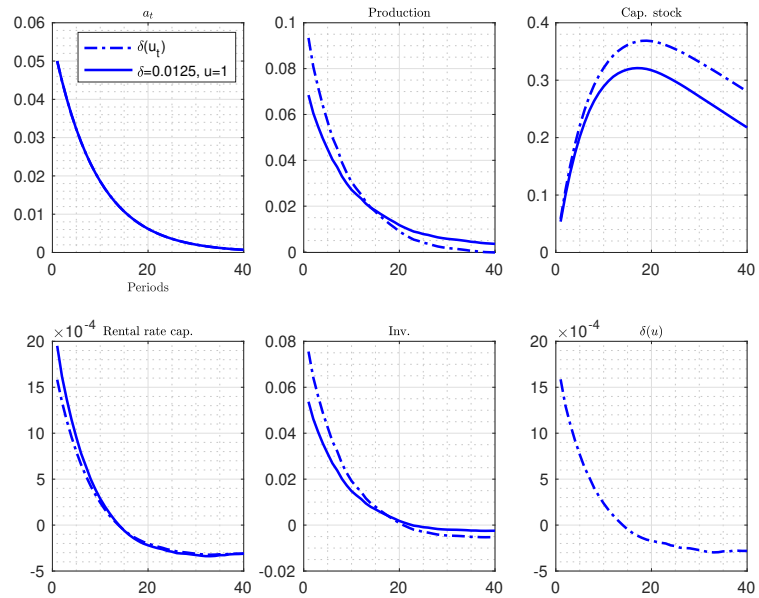 a_t
0.06
0.05
0.04
0.03
0.02
0.01
0
0 20 40
Periods
δ(u_t)
δ=0.0125, u=1
Production
0.1
0.08
0.06
0.04
0.02
0
0 20 40
Cap. stock
0.4
0.3
0.2
0.1
0
0 20 40
×10^-4 Rental rate cap.
20
15
10
5
0
-5
0 20 40
Inv.
0.08
0.06
0.04
0.02
0
-0.02
0 20 40
×10^-4 δ(u)
20
15
10
5
0
-5
0 20 40